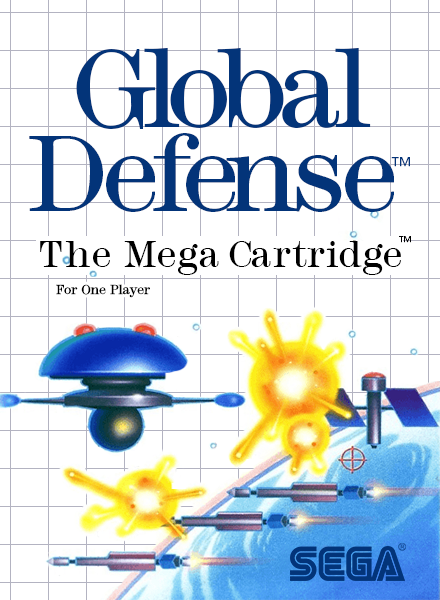 Global
Defense™
The Mega Cartridge™
For One Player
SEGA®